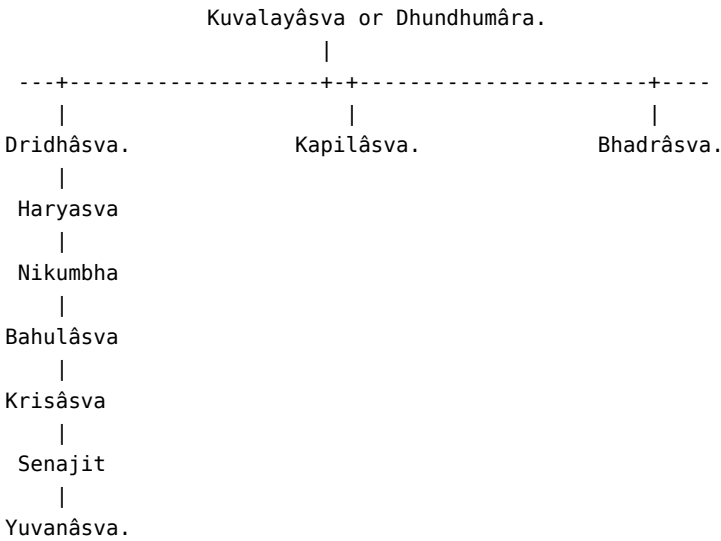 Kuvalayâsva or Dhundhumâra.
Dridhâsva. Kapilâsva. Bhadrâsva.
Haryasva
Nikumbha
Bahulâsva
Krisâsva
Senajit
Yuvanâsva.